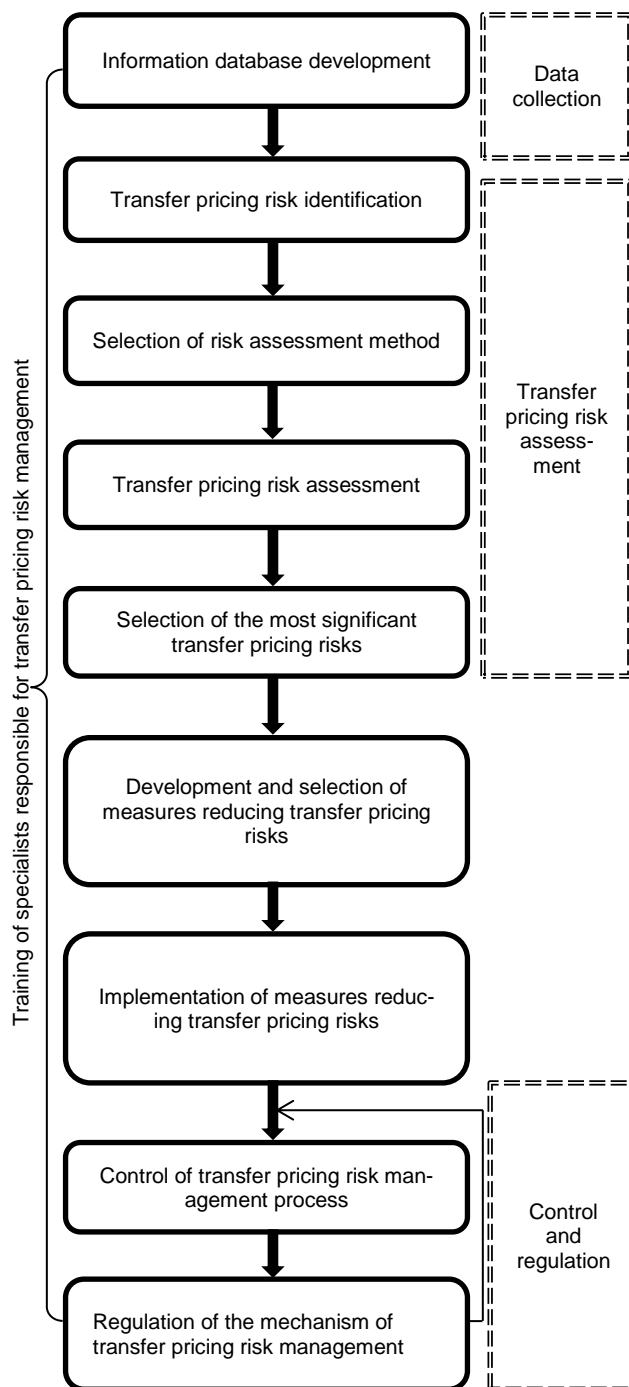 Information database development
Data
collection
Transfer pricing risk identification
Selection of risk assessment method
Transfer pricing risk assessment
Selection of the most significant
transfer pricing risks
Transfer
pricing risk
assess-
ment
Development and selection of
measures reducing transfer pricing
risks
Implementation of measures reduc-
ing transfer pricing risks
Control of transfer pricing risk man-
agement process
Regulation of the mechanism of
transfer pricing risk management
Control
and
regulation
Training of specialists responsible for transfer pricing risk management